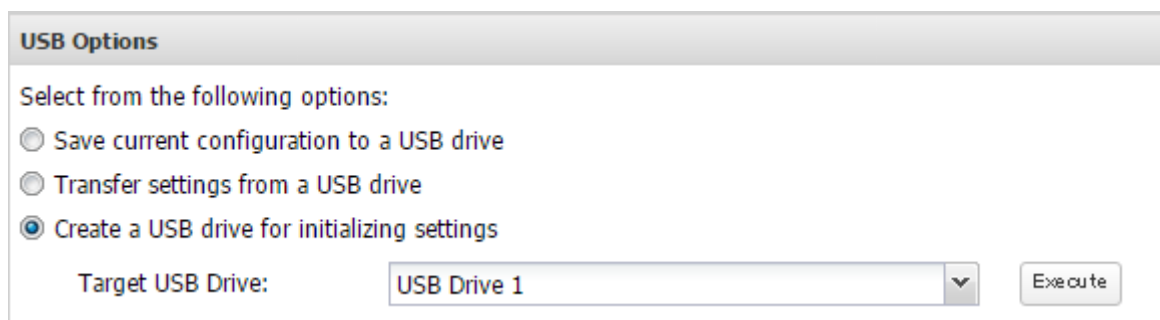 USB Options
Select from the following options:
Save current configuration to a USB drive
Transfer settings from a USB drive
Create a USB drive for initializing settings
Target USB Drive: USB Drive 1 Execute